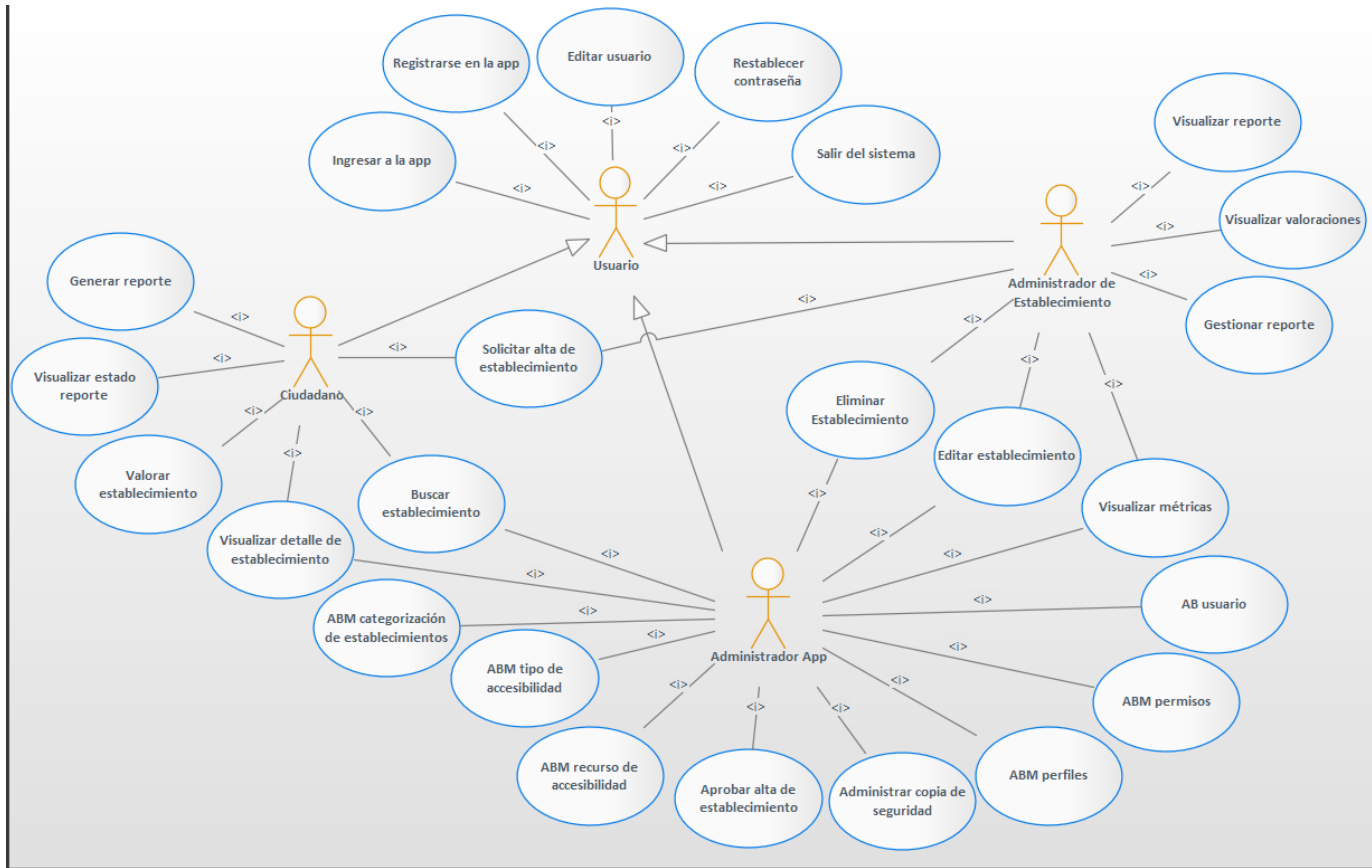 Registrarse en la app
Editar usuario
Restablecer
contraseña
Ingresar a la app
Salir del sistema
<i>
<i>
<i>
<i>
<i>
<i>
Usuario
Visualizar reporte
Visualizar valoraciones
Gestionar reporte
<i>
<i>
<i>
Administrador de
Establecimiento
Generar reporte
Visualizar estado
reporte
Valorar
establecimiento
Visualizar detalle de
establecimiento
Buscar
establecimiento
<i>
<i>
<i>
<i>
<i>
<i>
Ciudadano
Solicitar alta de
establecimiento
<i>
<i>
<i>
Eliminar
Establecimiento
Editar establecimiento
Visualizar métricas
<i>
<i>
<i>
<i>
<i>
<i>
ABM categorización
de establecimientos
<i>
ABM tipo de
accesibilidad
<i>
Administrador App
AB usuario
<i>
ABM permisos
<i>
ABM perfiles
<i>
ABM recurso de
accesibilidad
<i>
Aprobar alta de
establecimiento
<i>
Administrar copia de
seguridad
<i>